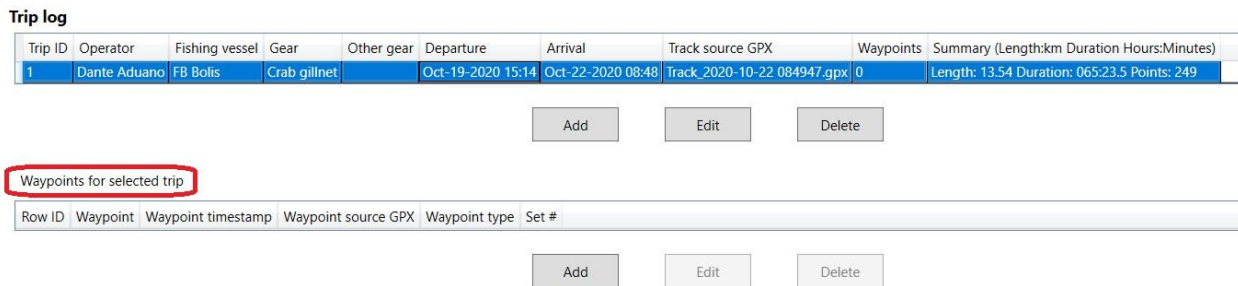 Trip log
Trip ID Operator Fishing vessel Gear Other gear Departure Arrival Track source GPX Waypoints Summary (Length:km Duration Hours:Minutes)
1 Dante Aduano FB Bolis Crab gillnet Oct-19-2020 15:14 Oct-22-2020 08:48 Track_2020-10-22 084947.gpx 0 Length: 13.54 Duration: 065:23.5 Points: 249
Add Edit Delete
Waypoints for selected trip
Row ID Waypoint Waypoint timestamp Waypoint source GPX Waypoint type Set #
Add Edit Delete